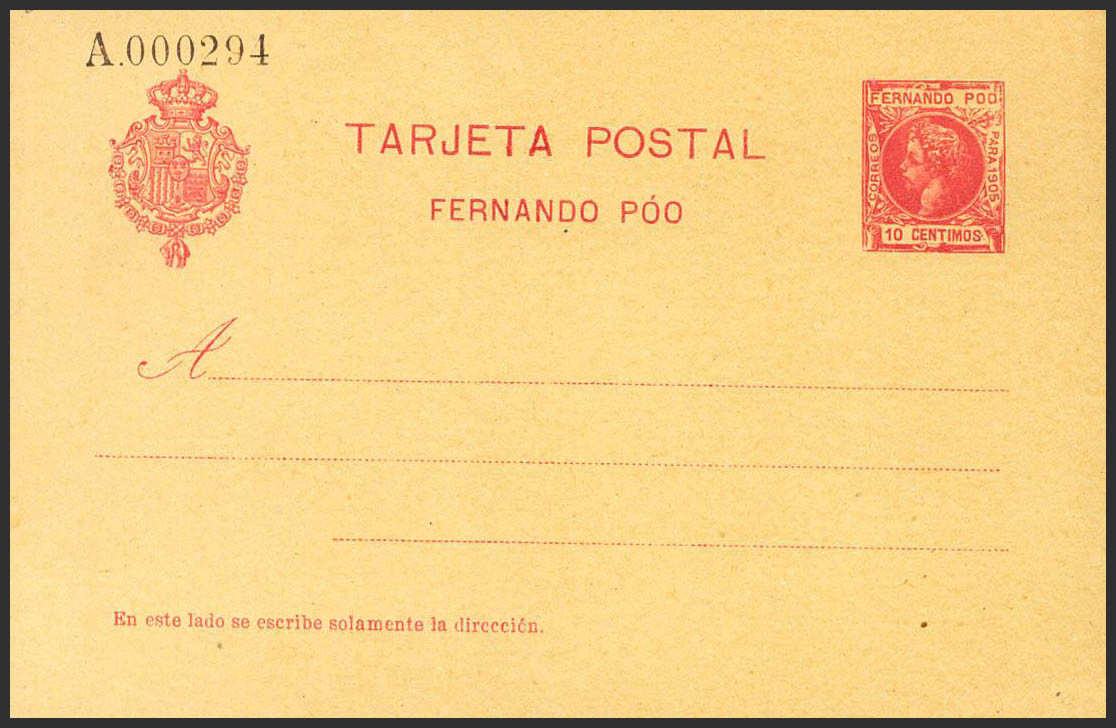 A.000294
TARJETA POSTAL
FERNANDO PÓO
FERNANDO POO
CORREOS
PARA 1905
10 CENTIMOS
A
En este lado se escribe solamente la dirección.